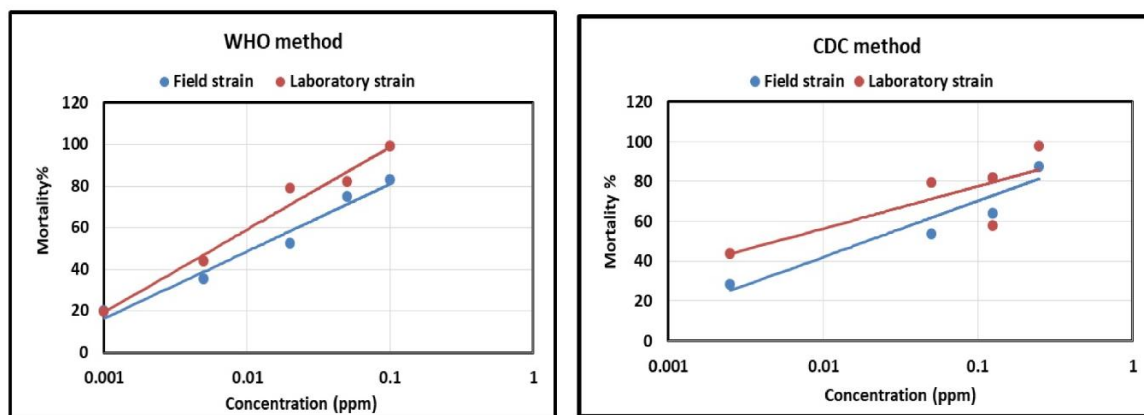 WHO method
Field strain Laboratory strain
120
100
80
60
40
20
0
Mortality%
0.001 0.01 0.1 1
Concentration (ppm)
CDC method
Field strain Laboratory strain
120
100
80
60
40
20
0
Mortality %
0.001 0.01 0.1 1
Concentration (ppm)